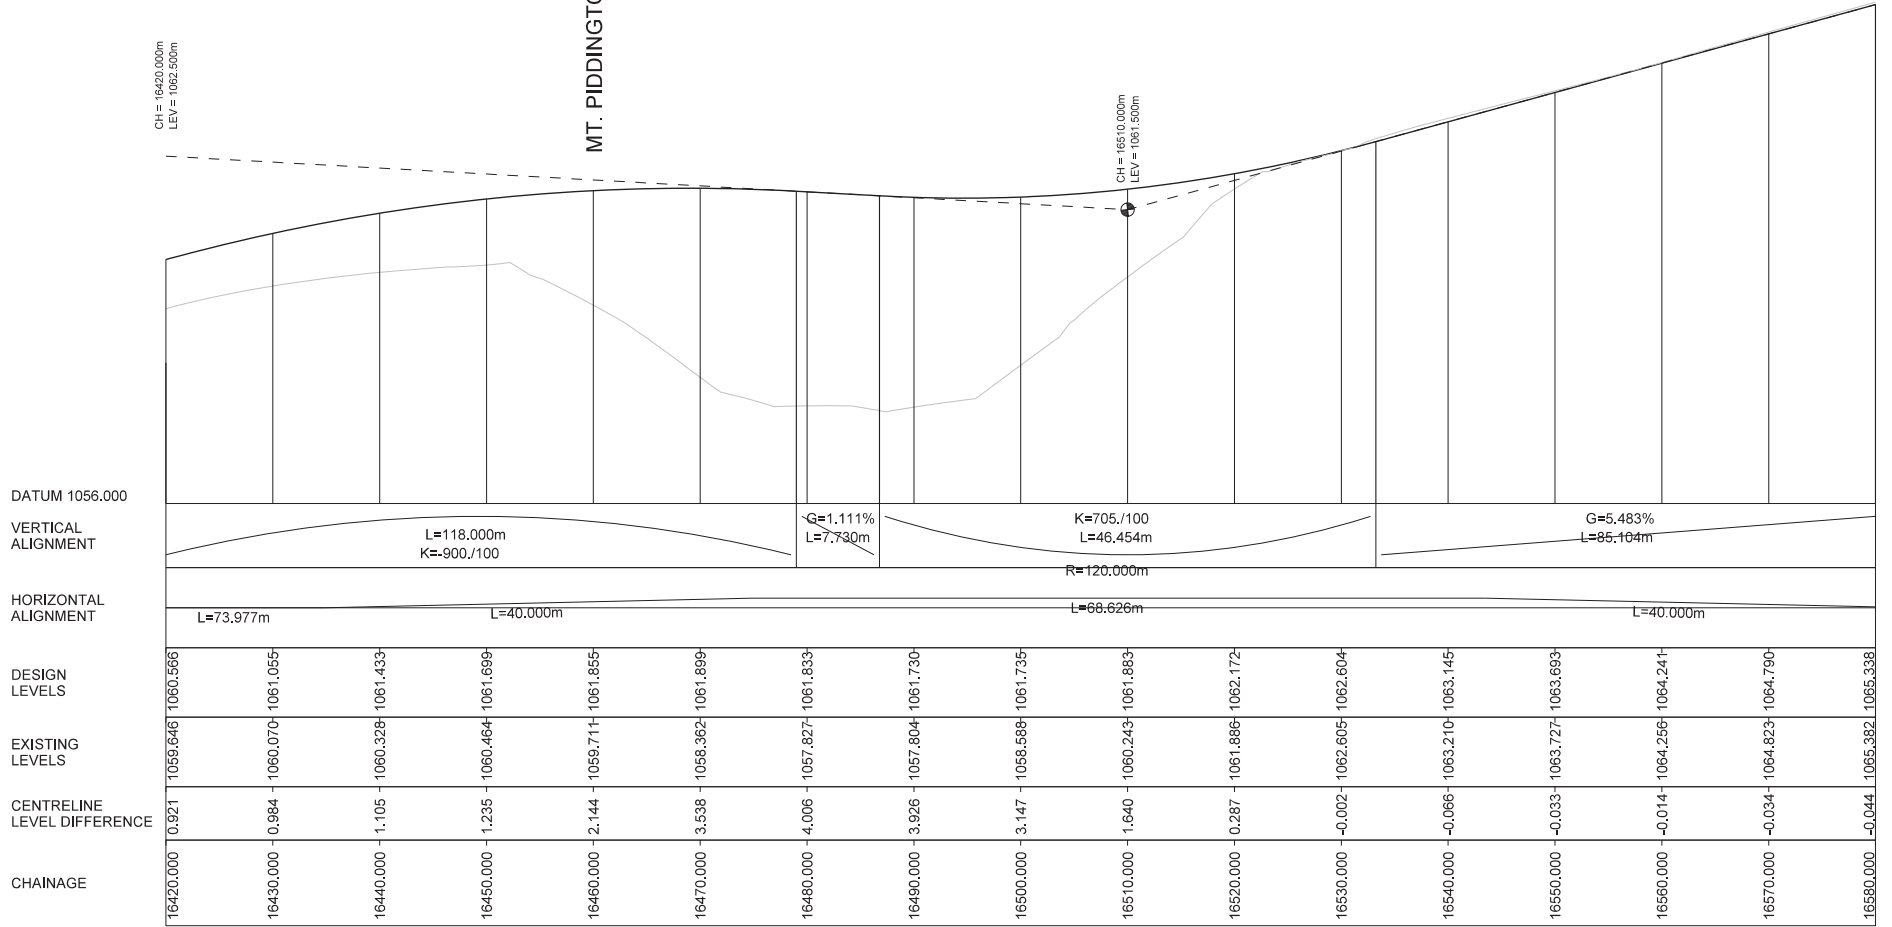 CH = 16420.000m
LEV = 1062.500m
MT. PIDDINGTO
CH = 16510.000m
LEV = 1061.500m
DATUM 1056.000
VERTICAL
ALIGNMENT
L=118.000m
K=-900./100
G=1.111%
L=7.730m
K=705./100
L=46.454m
G=5.483%
L=85.104m
HORIZONTAL
ALIGNMENT
L=73.977m
L=40.000m
R=120.000m
L=68.626m
L=40.000m
DESIGN
LEVELS
1060.566 1061.055 1061.433 1061.699 1061.855 1061.899 1061.833 1061.730 1061.735 1061.883 1062.172 1062.604 1063.145 1063.693 1064.241 1064.790 1065.338
EXISTING
LEVELS
1059.646 1060.070 1060.328 1060.464 1059.711 1058.362 1057.827 1057.804 1058.588 1060.243 1061.886 1062.605 1063.210 1063.727 1064.256 1064.823 1065.382
CENTRELINE
LEVEL DIFFERENCE
0.921 0.984 1.105 1.235 2.144 3.538 4.006 3.926 3.147 1.640 0.287 -0.002 -0.066 -0.033 -0.014 -0.034 -0.044
CHAINAGE
16420.000 16430.000 16440.000 16450.000 16460.000 16470.000 16480.000 16490.000 16500.000 16510.000 16520.000 16530.000 16540.000 16550.000 16560.000 16570.000 16580.000